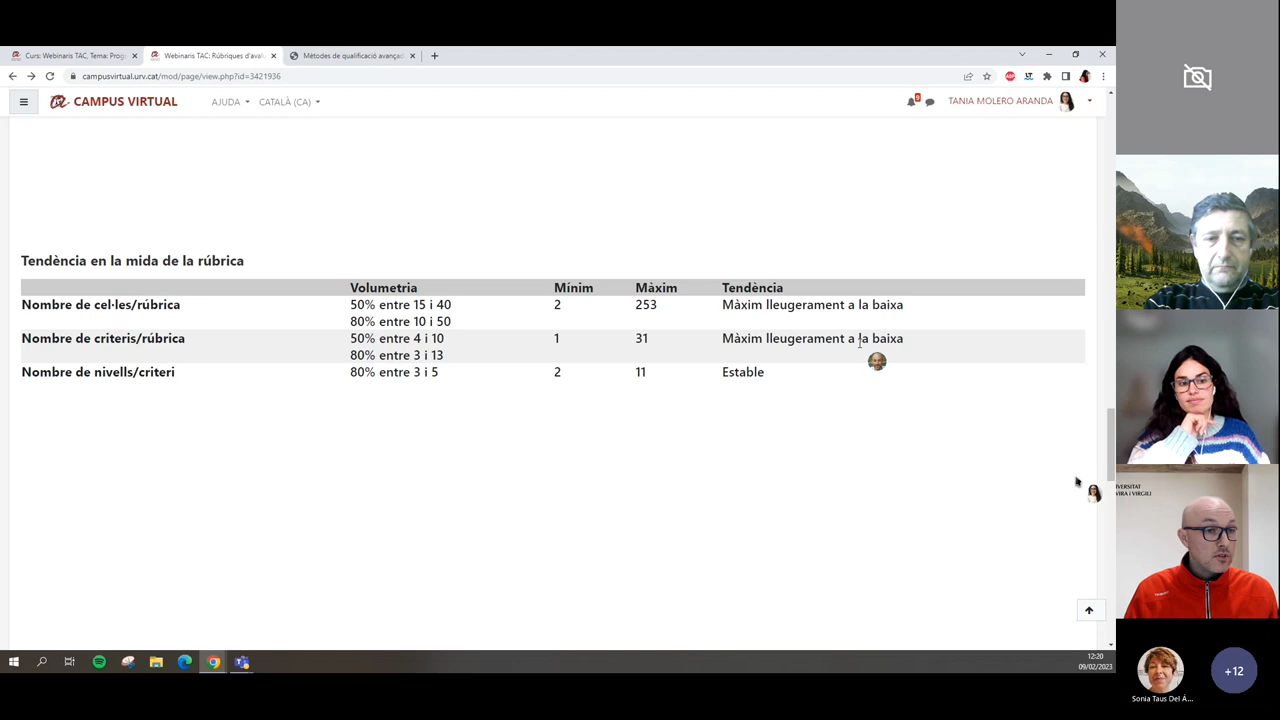 Curs: Webinaris TAC, Tema: Prog
Webinaris TAC: Rúbriques d'aval
Mètodes de qualificació avançad
campusvirtual.urv.cat/mod/page/view.php?id=3421936
CAMPUS VIRTUAL
AJUDA
CATALÀ (CA)
TANIA MOLERO ARANDA
Tendència en la mida de la rúbrica
Volumetria Mínim Màxim Tendència
Nombre de cel·les/rúbrica 50% entre 15 i 40 2 253 Màxim lleugerament a la baixa
80% entre 10 i 50
Nombre de criteris/rúbrica 50% entre 4 i 10 1 31 Màxim lleugerament a la baixa
80% entre 3 i 13
Nombre de nivells/criteri 80% entre 3 i 5 2 11 Estable
12:20
09/02/2023
IVERSITAT
VIRA i VIRGILI
Sonia Taus Del Á...
+12